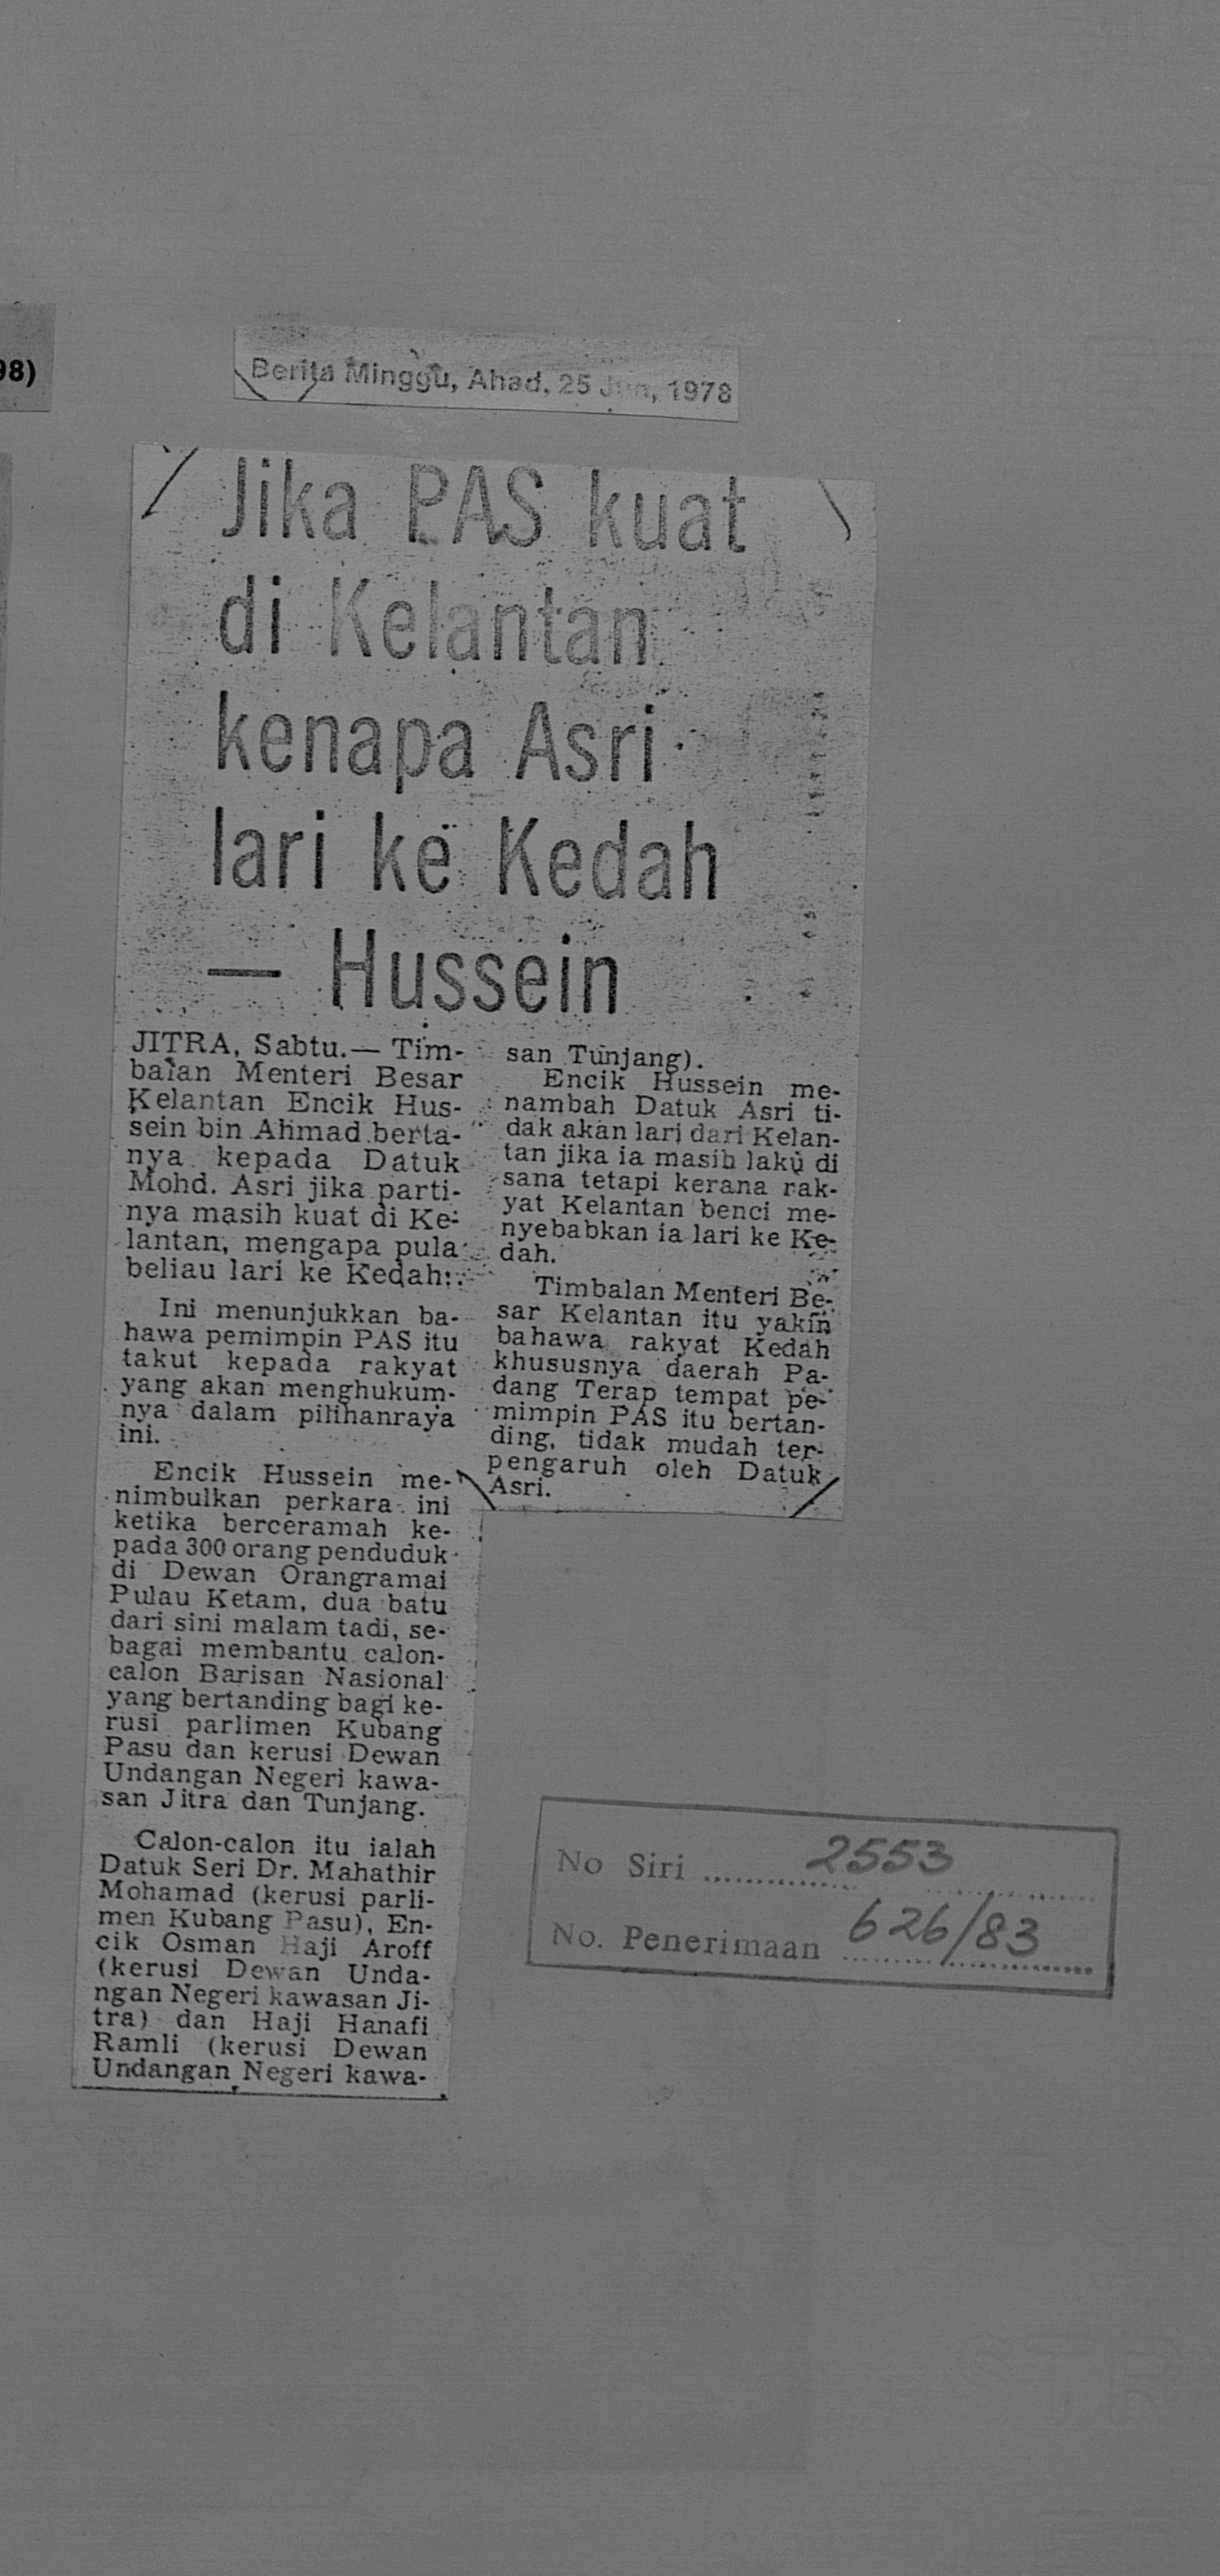 98)
Berita Minggu, Ahad, 25 Jun, 1978
Jika PAS kuat
di Kelantan
kenapa Asri
lari ke Kedah
— Hussein
JITRA, Sabtu.— Tim-
balan Menteri Besar
Kelantan Encik Hus-
sein bin Ahmad berta-
nya kepada Datuk
Mohd. Asri jika parti-
nya masih kuat di Ke-
lantan, mengapa pula
beliau lari ke Kedah:.
Ini menunjukkan ba-
hawa pemimpin PAS itu
takut kepada rakyat
yang akan menghukum-
nya dalam pilihanraya
ini.
Encik Hussein me-
nimbulkan perkara ini
ketika berceramah ke-
pada 300 orang penduduk
di Dewan Orangramai
Pulau Ketam, dua batu
dari sini malam tadi, se-
bagai membantu calon-
calon Barisan Nasional
yang bertanding bagi ke-
rusi parlimen Kubang
Pasu dan kerusi Dewan
Undangan Negeri kawa-
san Jitra dan Tunjang.
Calon-calon itu ialah
Datuk Seri Dr. Mahathir
Mohamad (kerusi parli-
men Kubang Pasu), En-
cik Osman Haji Aroff
(kerusi Dewan Unda-
ngan Negeri kawasan Ji-
tra) dan Haji Hanafi
Ramli (kerusi Dewan
Undangan Negeri kawa-
san Tunjang).
Encik Hussein me-
nambah Datuk Asri ti-
dak akan lari dari Kelan-
tan jika ia masih laku di
sana tetapi kerana rak-
yat Kelantan benci me-
nyebabkan ia lari ke Ke-
dah.
Timbalan Menteri Be-
sar Kelantan itu yakin
bahawa rakyat Kedah
khususnya daerah Pa-
dang Terap tempat pe-
mimpin PAS itu bertan-
ding, tidak mudah ter-
pengaruh oleh Datuk
Asri.
No Siri 2553
No. Penerimaan 626/83